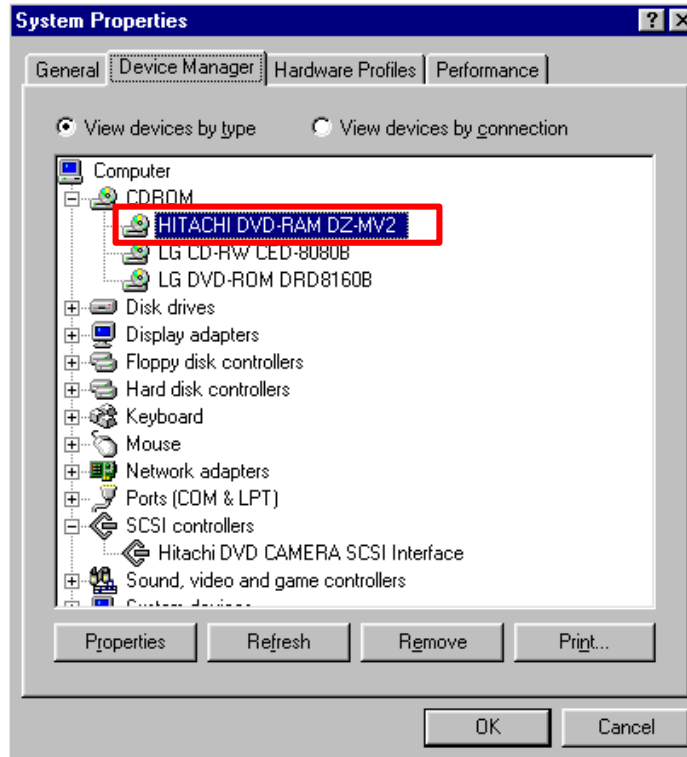 System Properties
General Device Manager Hardware Profiles Performance
View devices by type View devices by connection
Computer
CDROM
HITACHI DVD-RAM DZ-MV2
LG CD-RW CED-8080B
LG DVD-ROM DRD8160B
Disk drives
Display adapters
Floppy disk controllers
Hard disk controllers
Keyboard
Mouse
Network adapters
Ports (COM & LPT)
SCSI controllers
Hitachi DVD CAMERA SCSI Interface
Sound, video and game controllers
System devices
Properties Refresh Remove Print...
OK Cancel